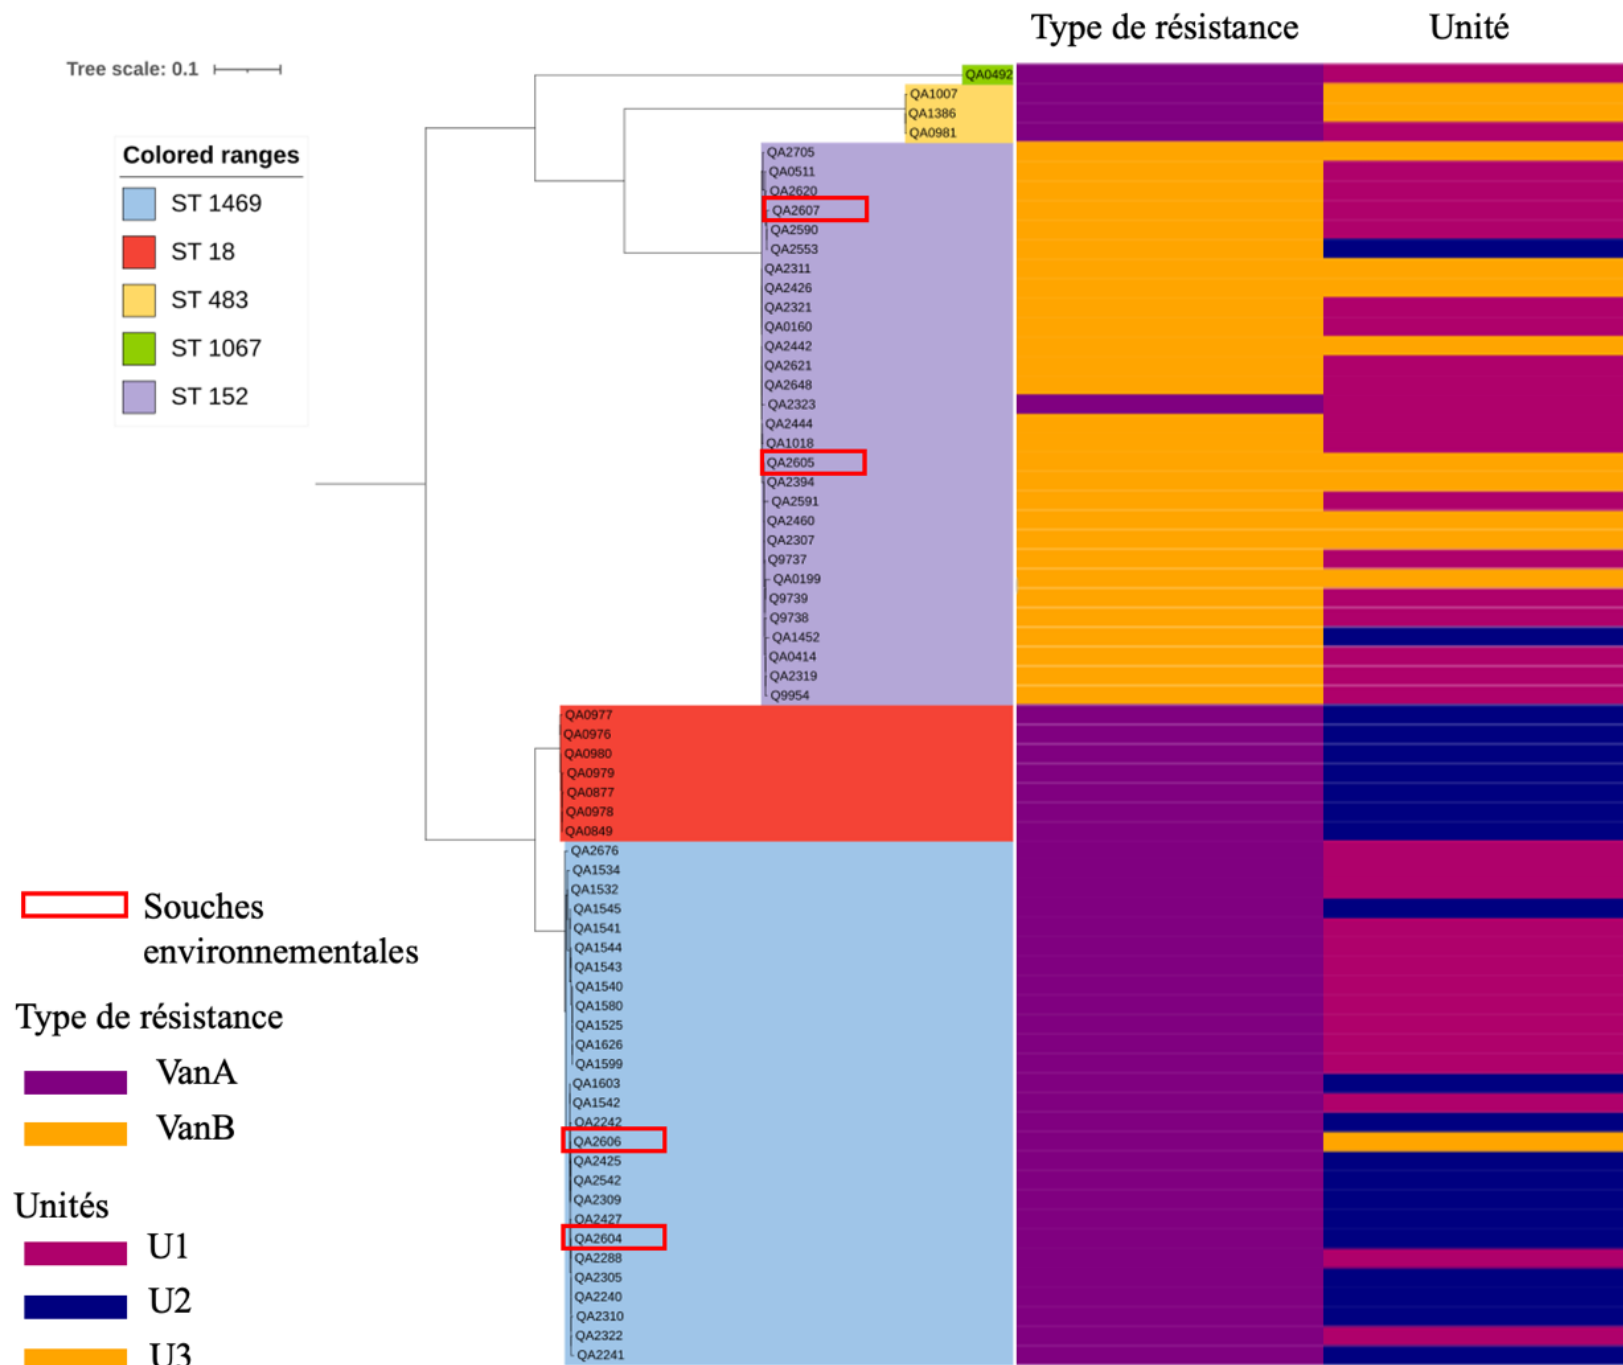 Type de résistance Unité
Tree scale: 0.1
Colored ranges
ST 1469
ST 18
ST 483
ST 1067
ST 152
QA0492
QA1007
QA1386
QA0981
QA2705
QA0511
QA2620
QA2607
QA2590
QA2553
QA2311
QA2426
QA2321
QA0160
QA2442
QA2621
QA2648
QA2323
QA2444
QA1018
QA2605
QA2394
QA2591
QA2460
QA2307
Q9737
QA0199
Q9739
Q9738
QA1452
QA0414
QA2319
Q9954
QA0977
QA0976
QA0980
QA0979
QA0877
QA0978
QA0849
QA2676
QA1534
QA1532
QA1545
QA1541
QA1544
QA1543
QA1540
QA1580
QA1525
QA1626
QA1599
QA1603
QA1542
QA2242
QA2606
QA2425
QA2542
QA2309
QA2427
QA2604
QA2288
QA2305
QA2240
QA2310
QA2322
QA2241
Souches
environnementales
Type de résistance
VanA
VanB
Unités
U1
U2
U3